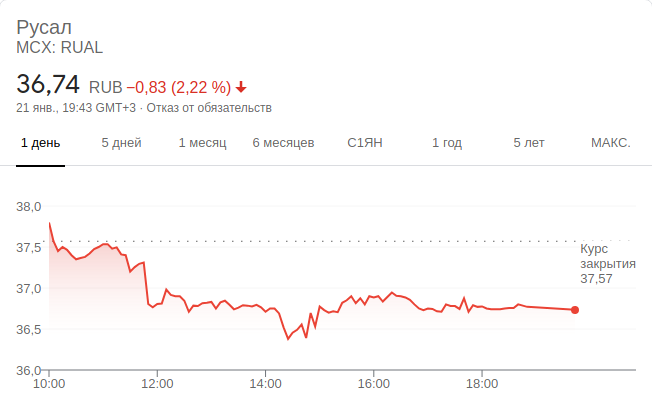 Русал
MCX: RUAL
36,74 RUB −0,83 (2,22 %)
21 янв., 19:43 GMT+3 · Отказ от обязательств
1 день 5 дней 1 месяц 6 месяцев С1ЯН 1 год 5 лет МАКС.
38,0
37,5
37,0
36,5
36,0
Курс
закрытия
37,57
10:00 12:00 14:00 16:00 18:00